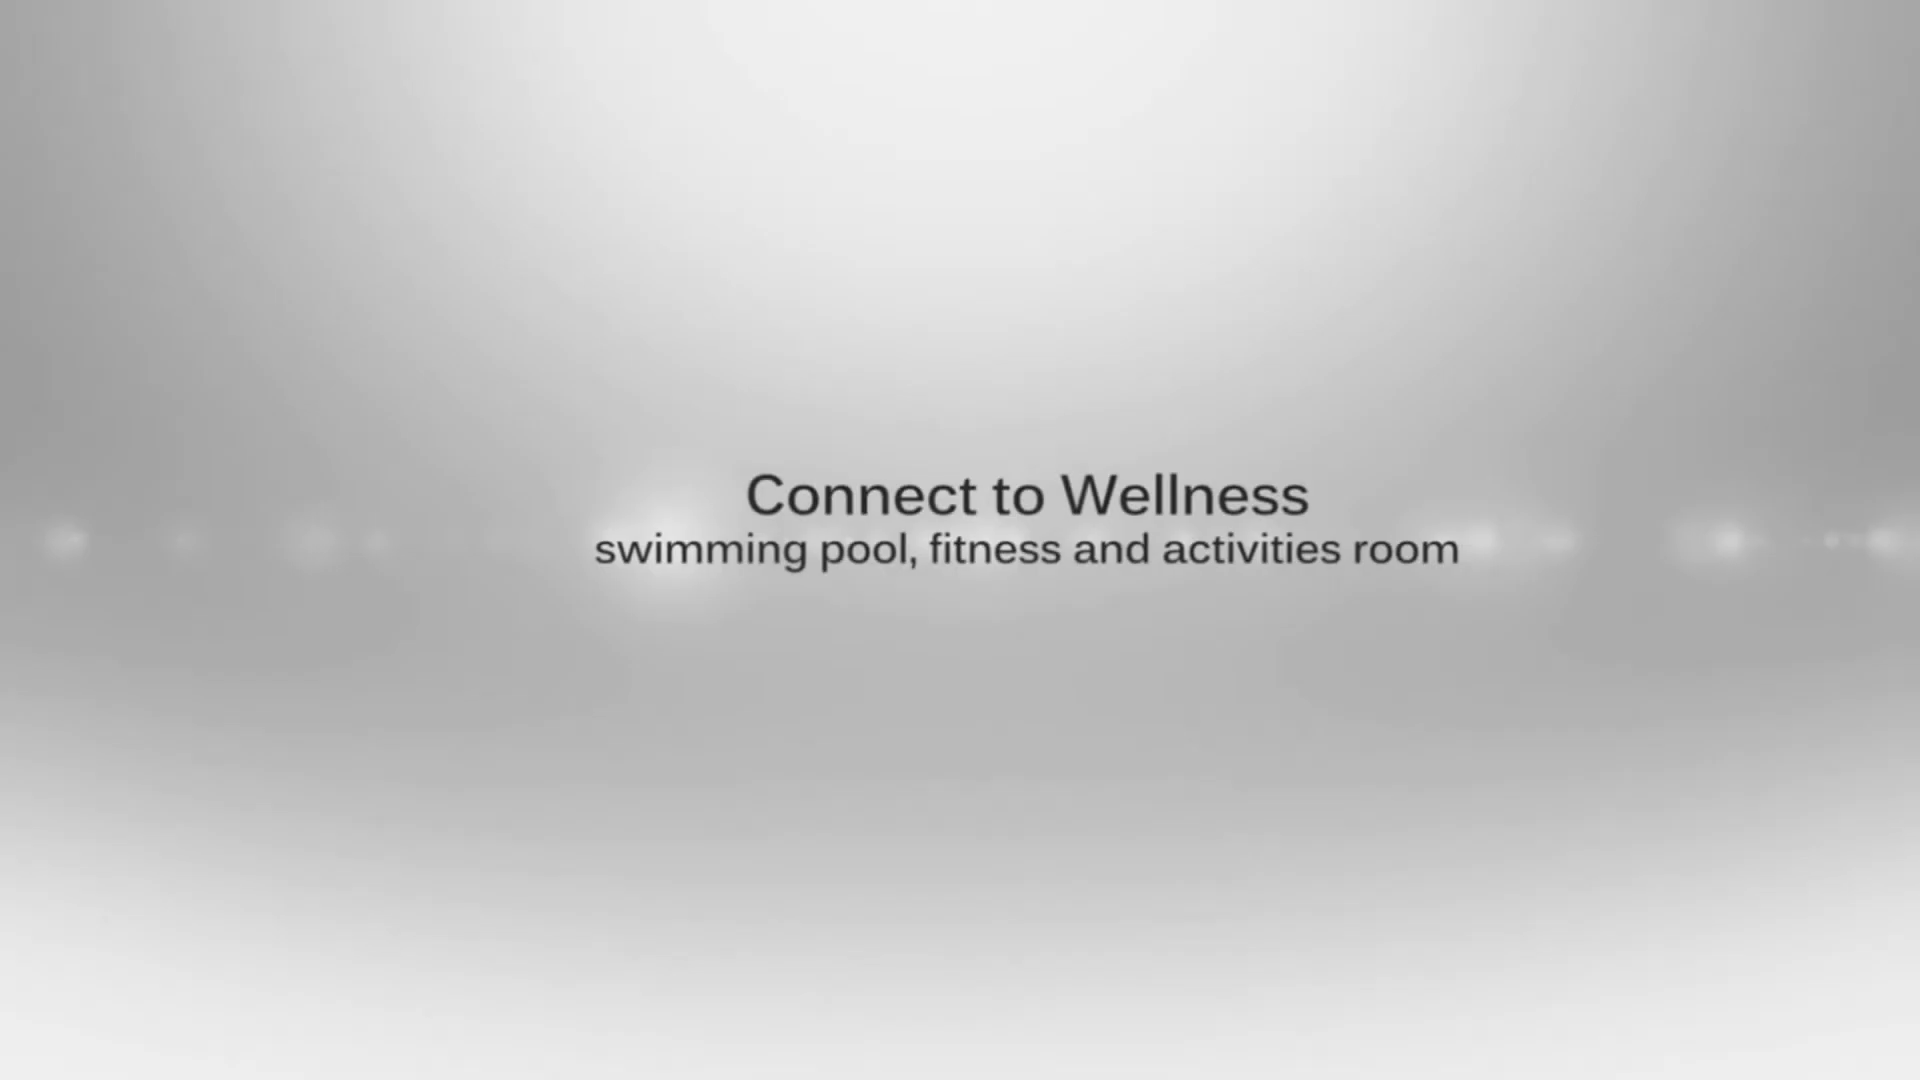 Connect to Wellness
swimming pool, fitness and activities room